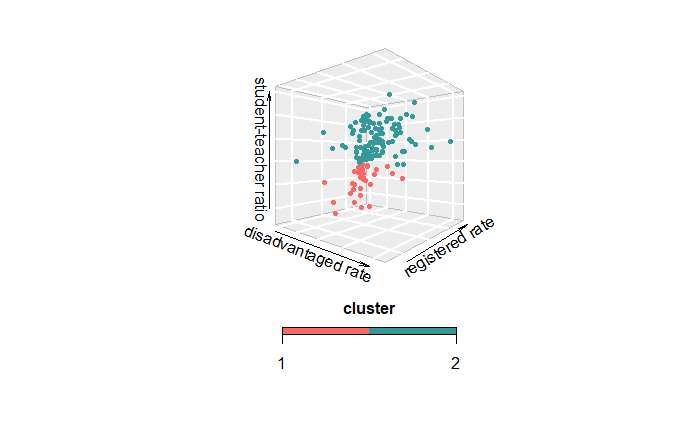 student-teacher ratio
disadvantaged rate
registered rate
cluster
1
2